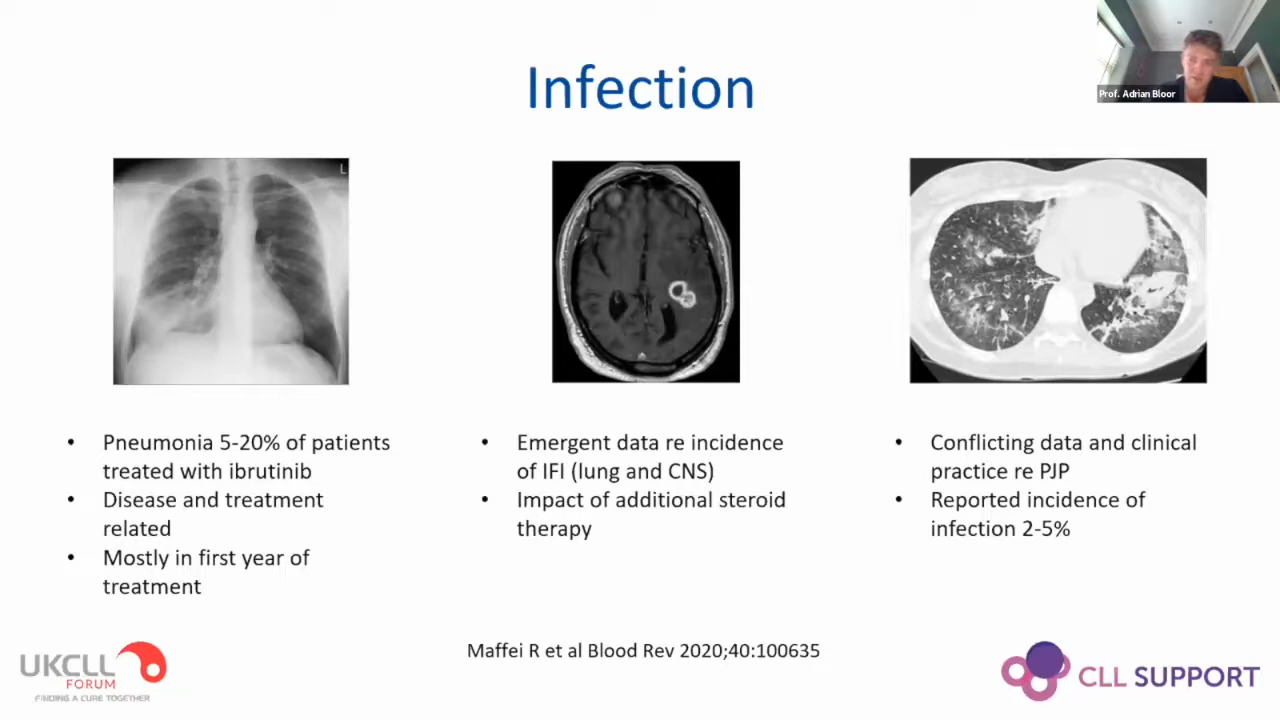 Infection
Prof. Adrian Bloor
L
• Pneumonia 5-20% of patients
treated with ibrutinib
• Disease and treatment
related
• Mostly in first year of
treatment
• Emergent data re incidence
of IFI (lung and CNS)
• Impact of additional steroid
therapy
• Conflicting data and clinical
practice re PJP
• Reported incidence of
infection 2-5%
Maffei R et al Blood Rev 2020;40:100635
UKCLL
FORUM
FINDING A CURE TOGETHER
CLL SUPPORT